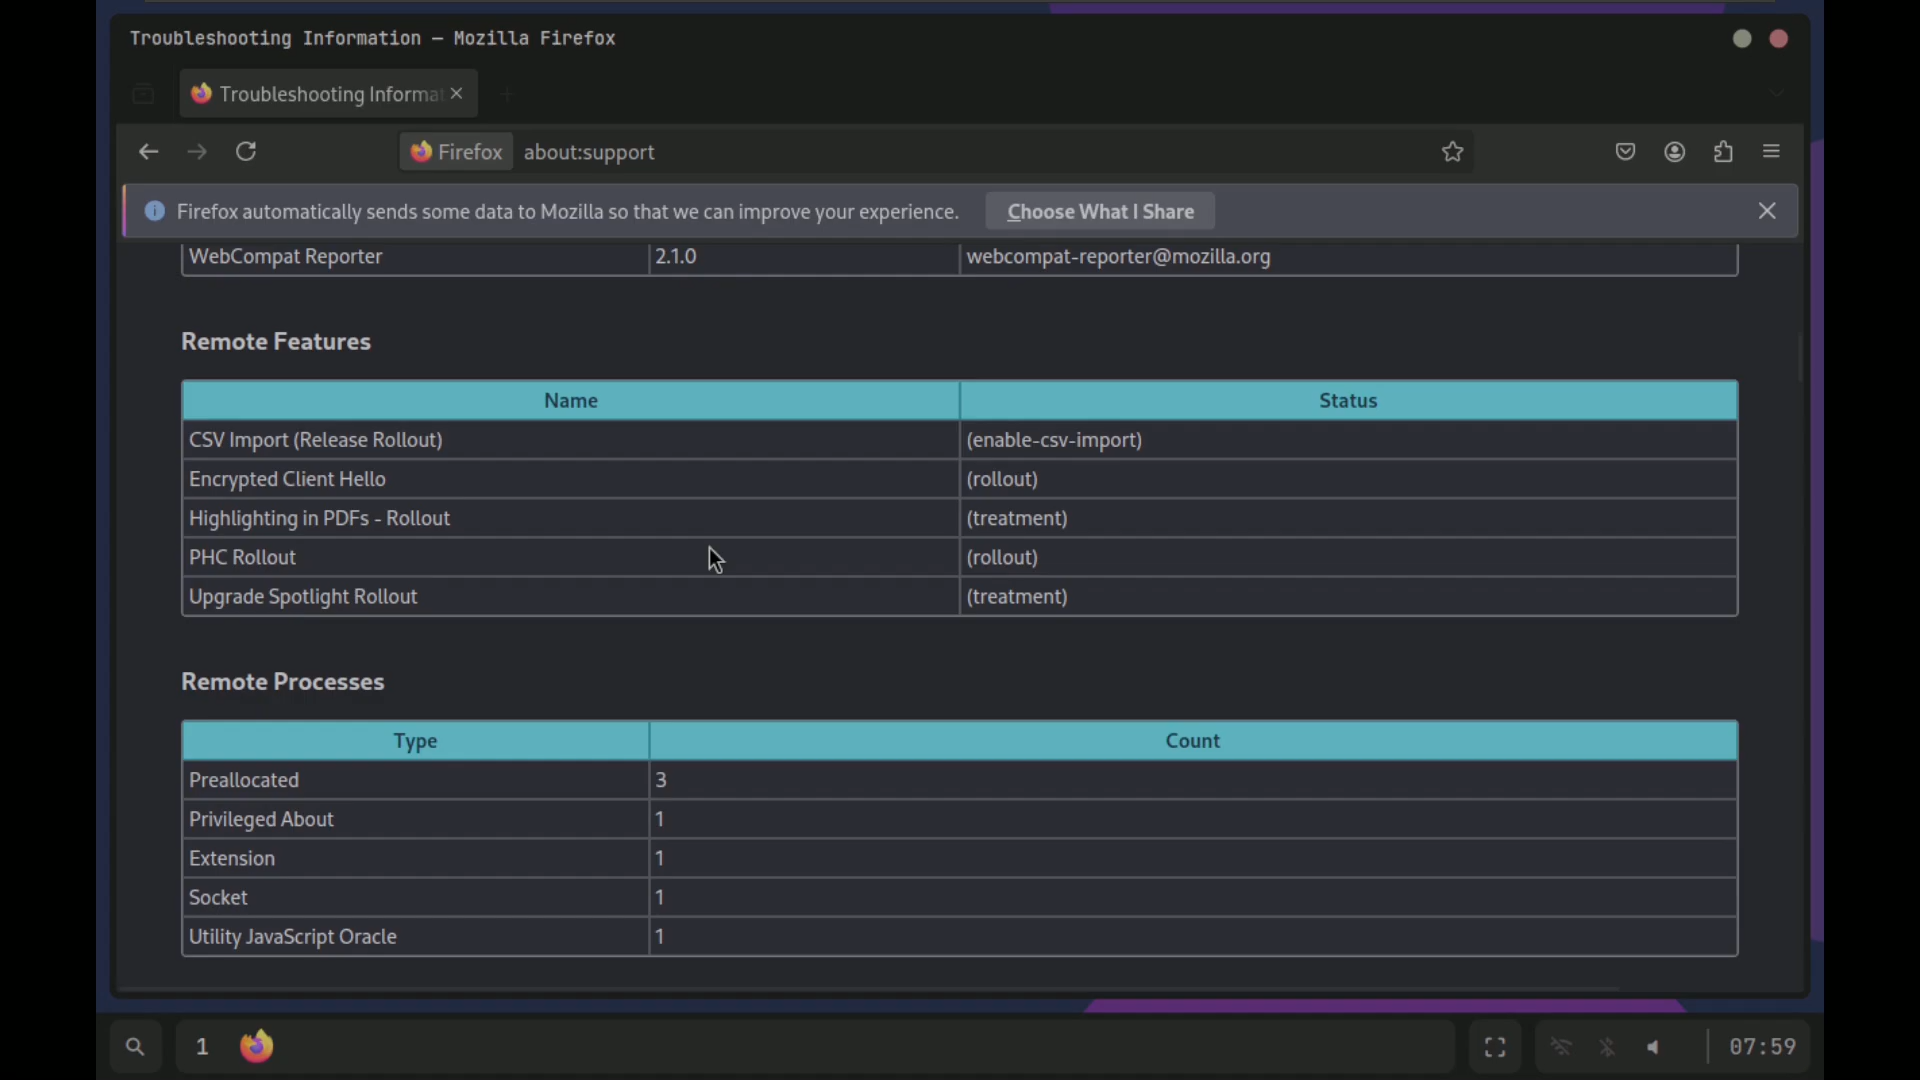 Troubleshooting Information — Mozilla Firefox
Troubleshooting Informat
Firefox about:support
Firefox automatically sends some data to Mozilla so that we can improve your experience. Choose What I Share
WebCompat Reporter 2.1.0 webcompat-reporter@mozilla.org
Remote Features
Name Status
CSV Import (Release Rollout) (enable-csv-import)
Encrypted Client Hello (rollout)
Highlighting in PDFs - Rollout (treatment)
PHC Rollout (rollout)
Upgrade Spotlight Rollout (treatment)
Remote Processes
Type Count
Preallocated 3
Privileged About 1
Extension 1
Socket 1
Utility JavaScript Oracle 1
1 07:59